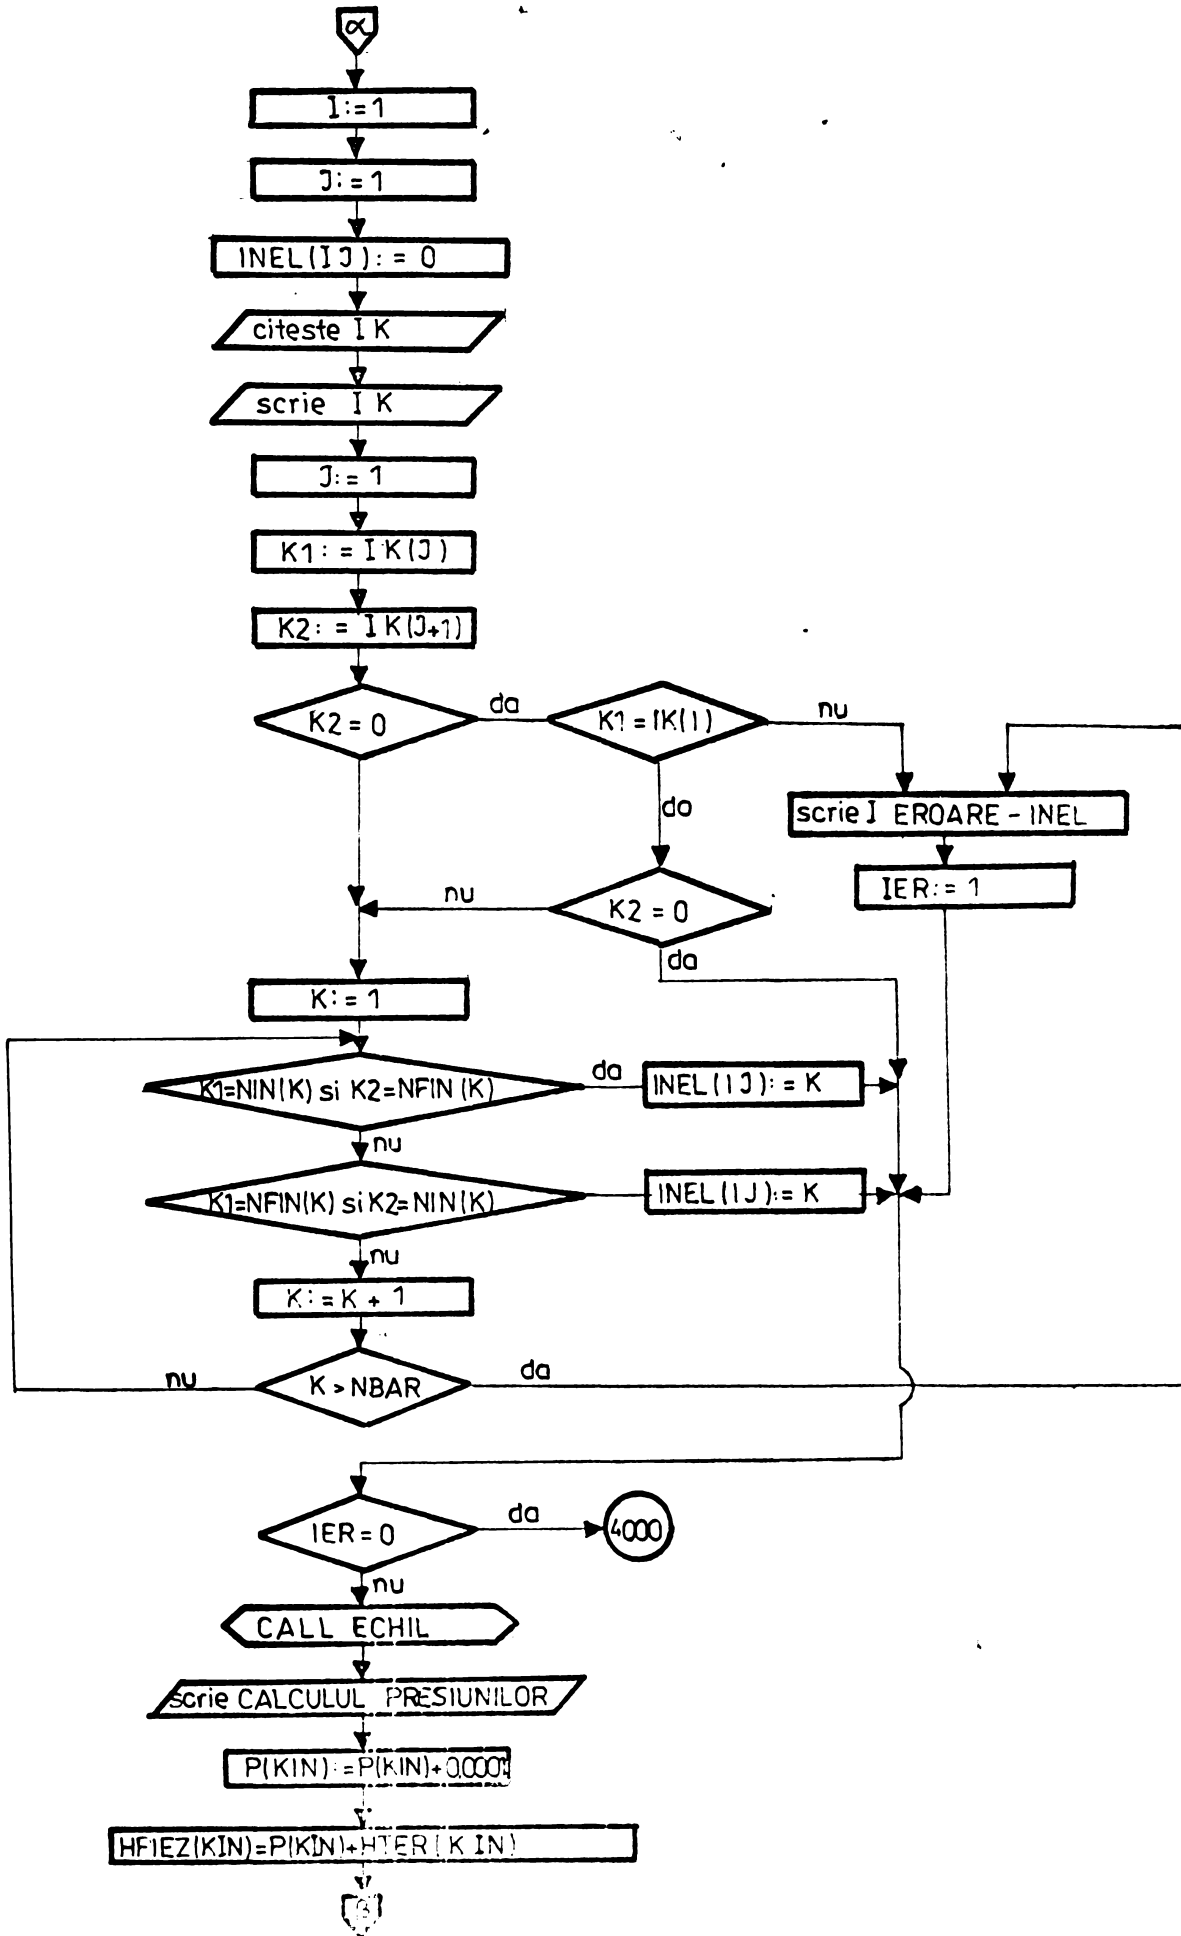 α
I:=1
J:=1
INEL(IJ):=0
citeste IK
scrie IK
J:=1
K1:=IK(J)
K2:=IK(J+1)
K2=0
da
K1=IK(1)
nu
da
scrie I EROARE-INEL
IER:=1
K2=0
nu
da
K:=1
K1=NIN(K) si K2=NFIN(K)
da
INEL(IJ):=K
nu
K1=NFIN(K) si K2=NIN(K)
INEL(IJ):=K
nu
K:=K+1
K>NBAR
nu
da
IER=0
da
4000
nu
CALL ECHIL
scrie CALCULUL PRESIUNILOR
P(KIN):=P(KIN)+0.0001
HFIEZ(KIN)=P(KIN)+HTER(KIN)
β